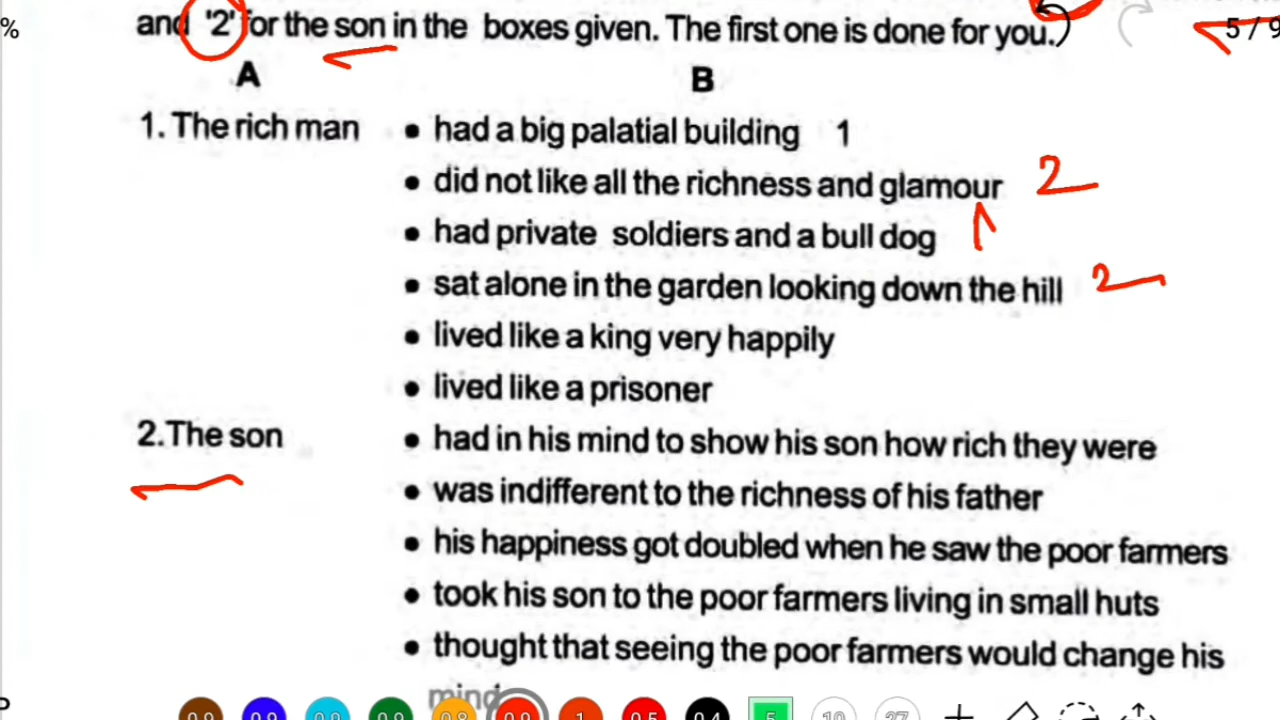 %
and '2' for the son in the boxes given. The first one is done for you.)
5 / 9
A B
1. The rich man • had a big palatial building 1
• did not like all the richness and glamour 2
• had private soldiers and a bull dog 1
• sat alone in the garden looking down the hill 2
• lived like a king very happily
• lived like a prisoner
2.The son • had in his mind to show his son how rich they were
• was indifferent to the richness of his father
• his happiness got doubled when he saw the poor farmers
• took his son to the poor farmers living in small huts
• thought that seeing the poor farmers would change his
mind